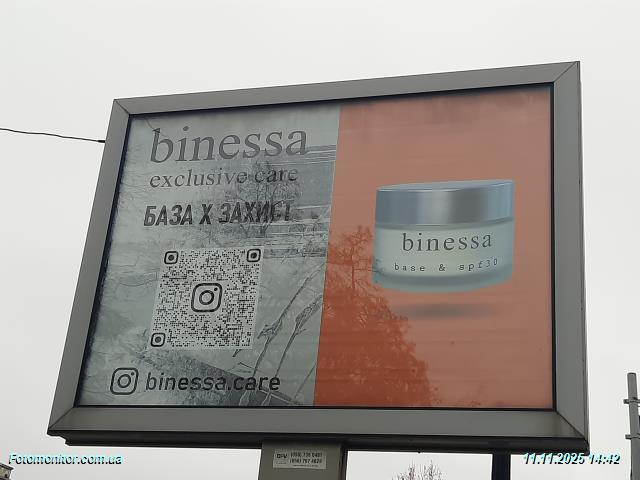 binessa
exclusive care
БАЗА Х ЗАХИСТ
binessa.care
binessa
base & spf30
Fotomonitor.com.ua
11.11.2025 14:42